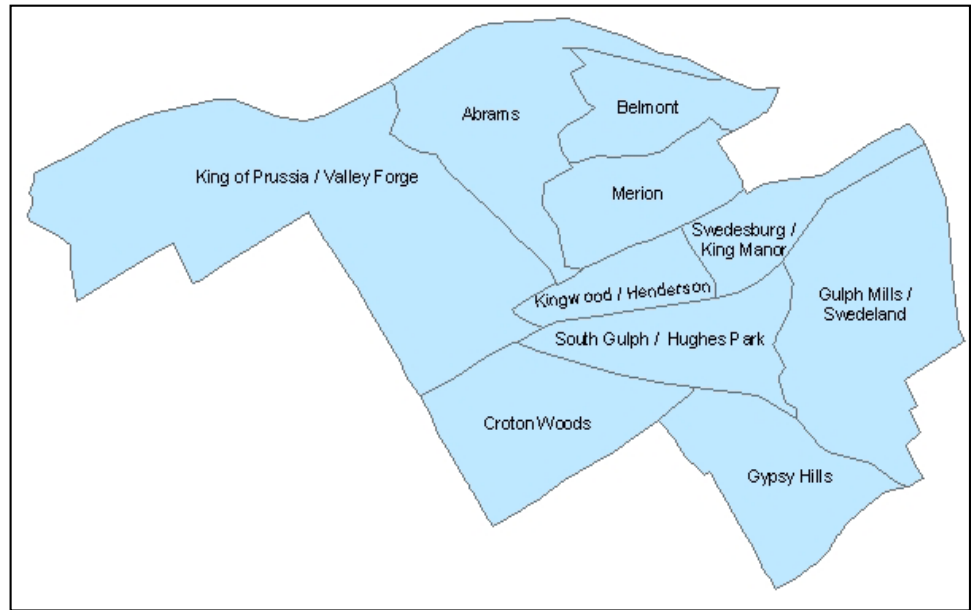 Abrams
Belmont
King of Prussia / Valley Forge
Merion
Swedesburg /
King Manor
Kingwood / Henderson
Gulph Mills /
Swedeland
South Gulph / Hughes Park
Croton Woods
Gypsy Hills